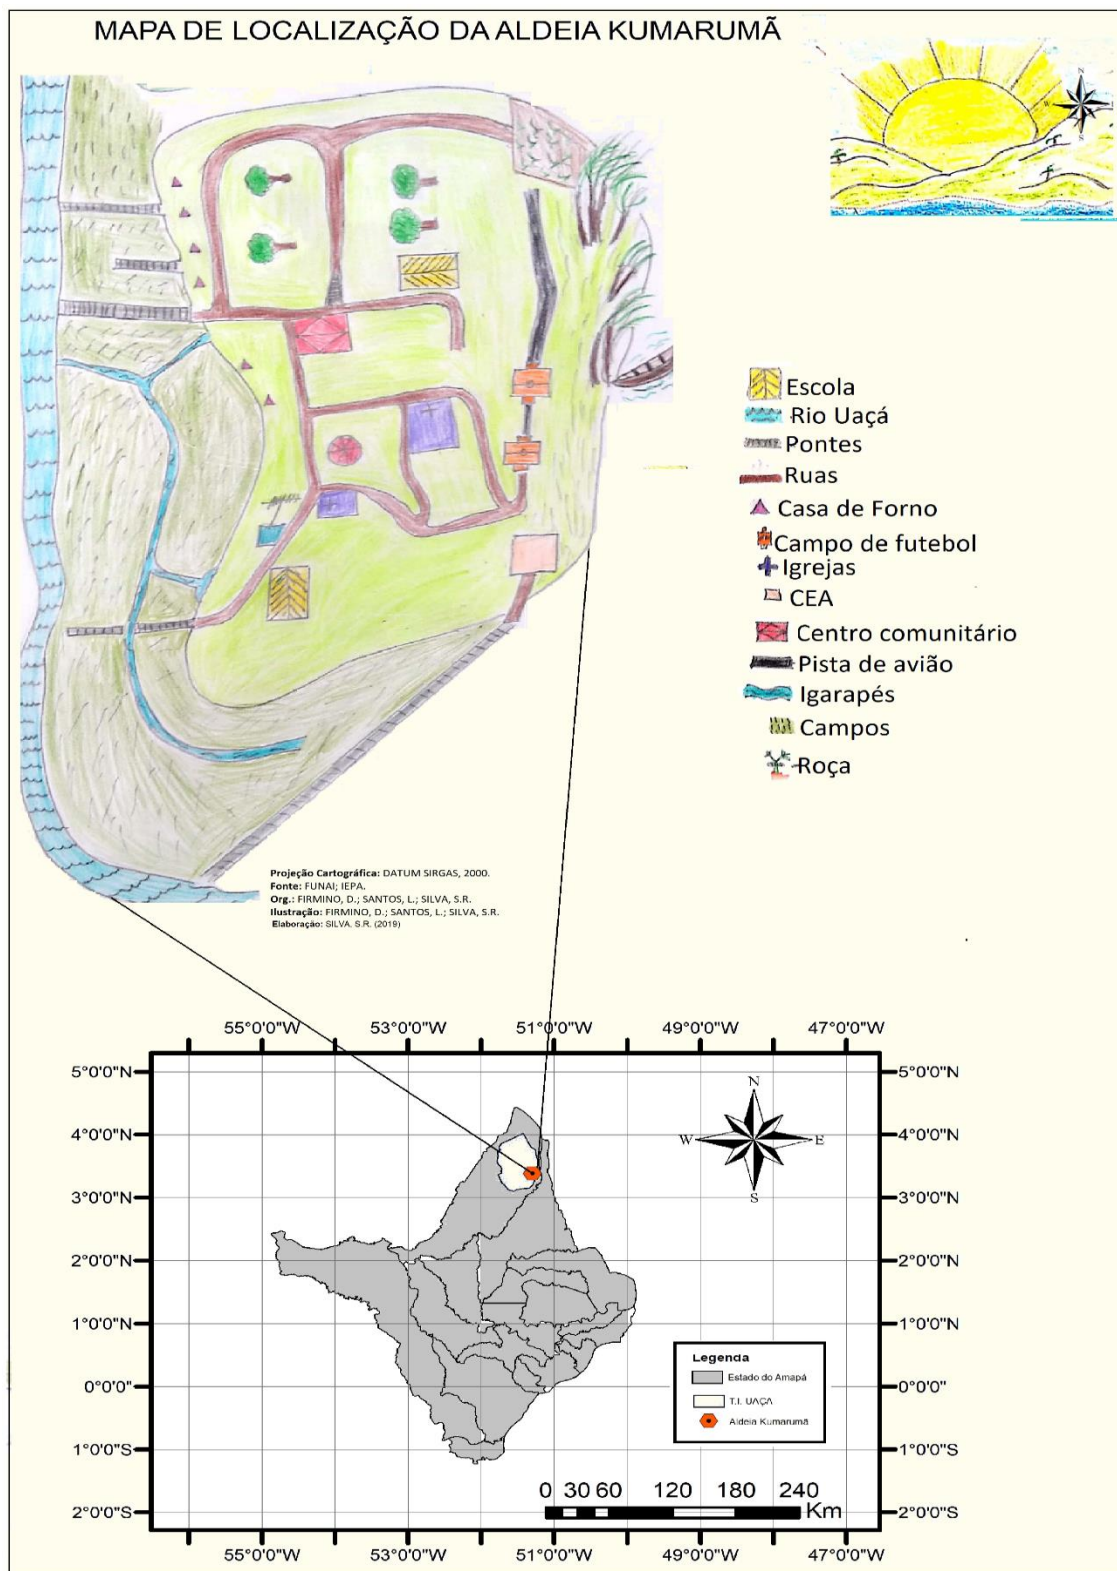 MAPA DE LOCALIZAÇÃO DA ALDEIA KUMARUMÃ
N
W
S
Escola
Rio Uaçá
Pontes
Ruas
Casa de Forno
Campo de futebol
Igrejas
CEA
Centro comunitário
Pista de avião
Igarapés
Campos
Roça
Projeção Cartográfica: DATUM SIRGAS, 2000.
Fonte: FUNAI; IEPA.
Org.: FIRMINO, D.; SANTOS, L.; SILVA, S.R.
Ilustração: FIRMINO, D.; SANTOS, L.; SILVA, S.R.
Elaboração: SILVA, S.R. (2019)
55°0'0"W 53°0'0"W 51°0'0"W 49°0'0"W 47°0'0"W
5°0'0"N 5°0'0"N
N
4°0'0"N 4°0'0"N
W E
3°0'0"N 3°0'0"N
S
2°0'0"N 2°0'0"N
1°0'0"N 1°0'0"N
Legenda
Estado do Amapá
0°0'0" 0°0'0"
T.I. UAÇA
Aldeia Kumarumã
1°0'0"S 1°0'0"S
0 30 60 120 180 240
Km
2°0'0"S 2°0'0"S
55°0'0"W 53°0'0"W 51°0'0"W 49°0'0"W 47°0'0"W